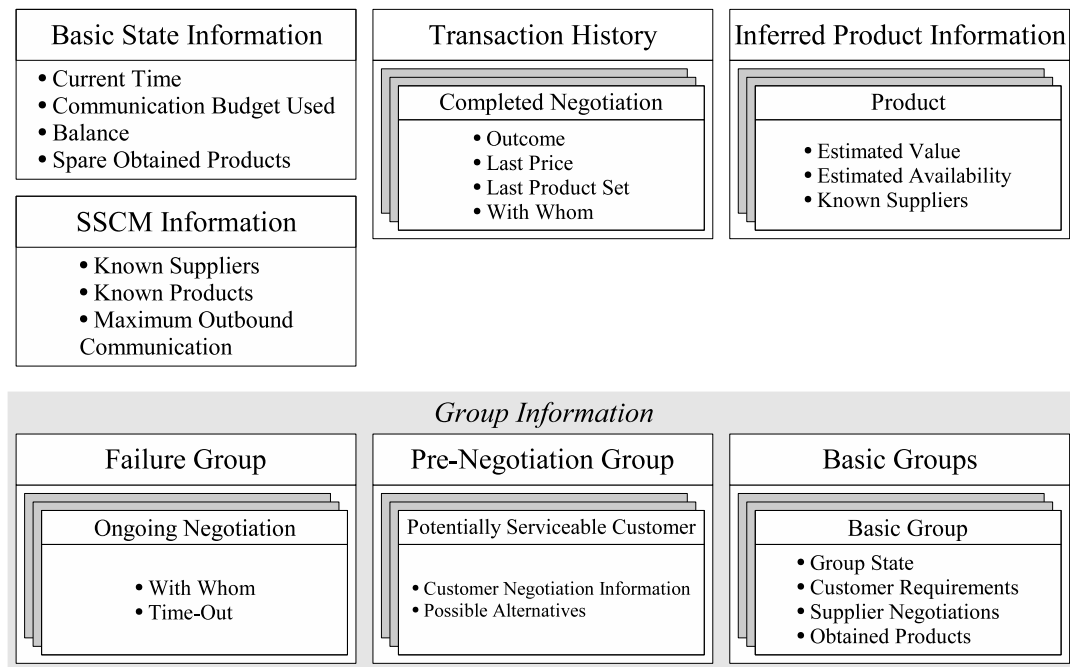 Basic State Information
• Current Time
• Communication Budget Used
• Balance
• Spare Obtained Products
SSCM Information
• Known Suppliers
• Known Products
• Maximum Outbound
Communication
Transaction History
Completed Negotiation
• Outcome
• Last Price
• Last Product Set
• With Whom
Inferred Product Information
Product
• Estimated Value
• Estimated Availability
• Known Suppliers
Group Information
Failure Group
Ongoing Negotiation
• With Whom
• Time-Out
Pre-Negotiation Group
Potentially Serviceable Customer
• Customer Negotiation Information
• Possible Alternatives
Basic Groups
Basic Group
• Group State
• Customer Requirements
• Supplier Negotiations
• Obtained Products